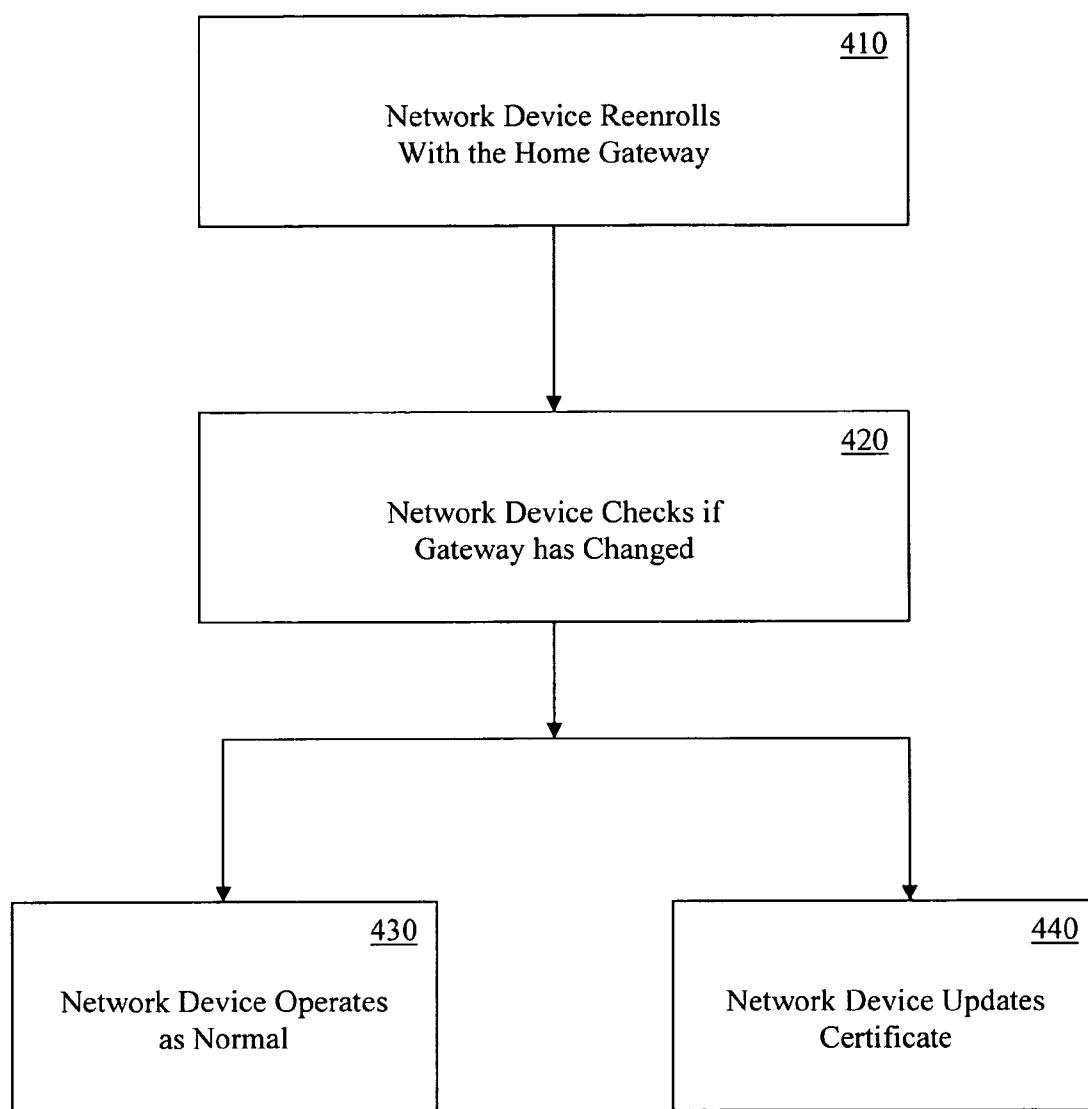 410
Network Device Reenrolls
With the Home Gateway
420
Network Device Checks if
Gateway has Changed
430
Network Device Operates
as Normal
440
Network Device Updates
Certificate